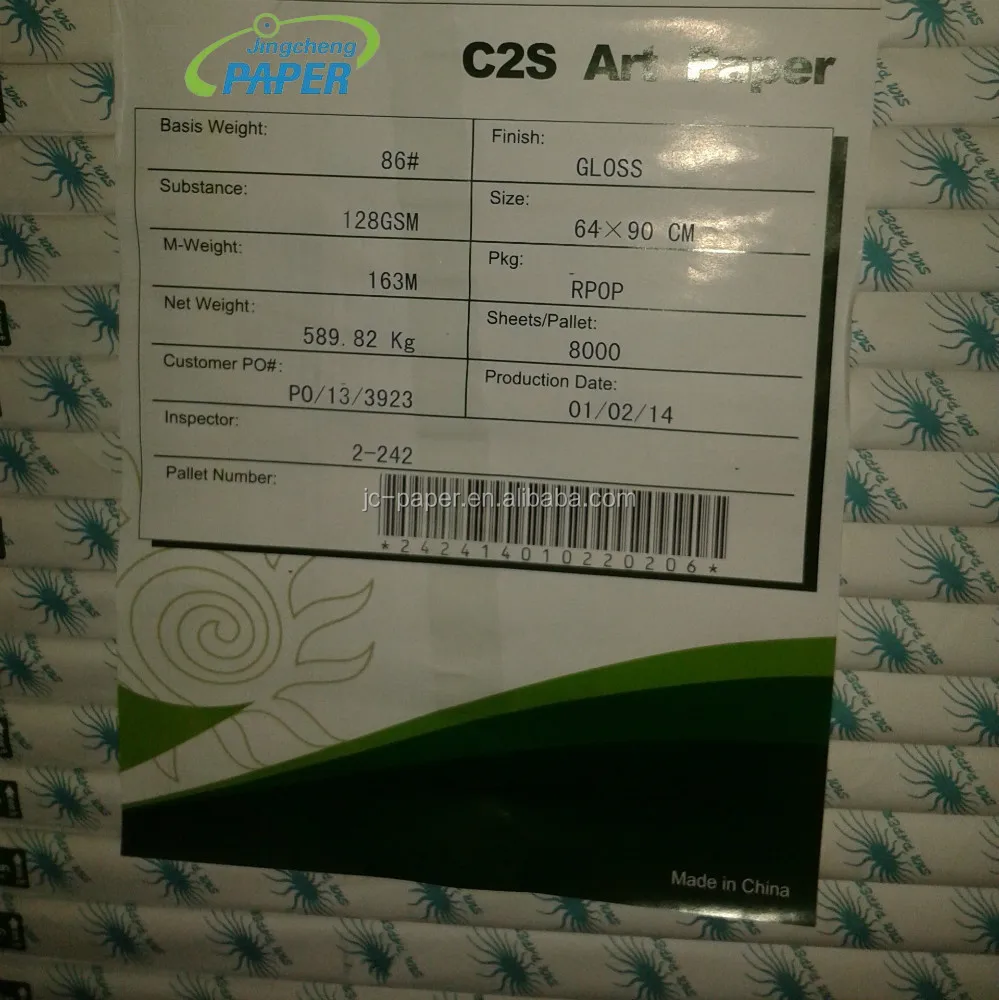 Jingcheng
PAPER
C2S Art Paper
Basis Weight:
86#
Finish:
GLOSS
Substance:
128GSM
Size:
64×90 CM
M-Weight:
163M
Pkg:
RPOP
Net Weight:
589.82 Kg
Sheets/Pallet:
8000
Customer PO#:
PO/13/3923
Production Date:
01/02/14
Inspector:
2-242
Pallet Number:
jc-paper.en.alibaba.com
*242414010220206*
Made in China